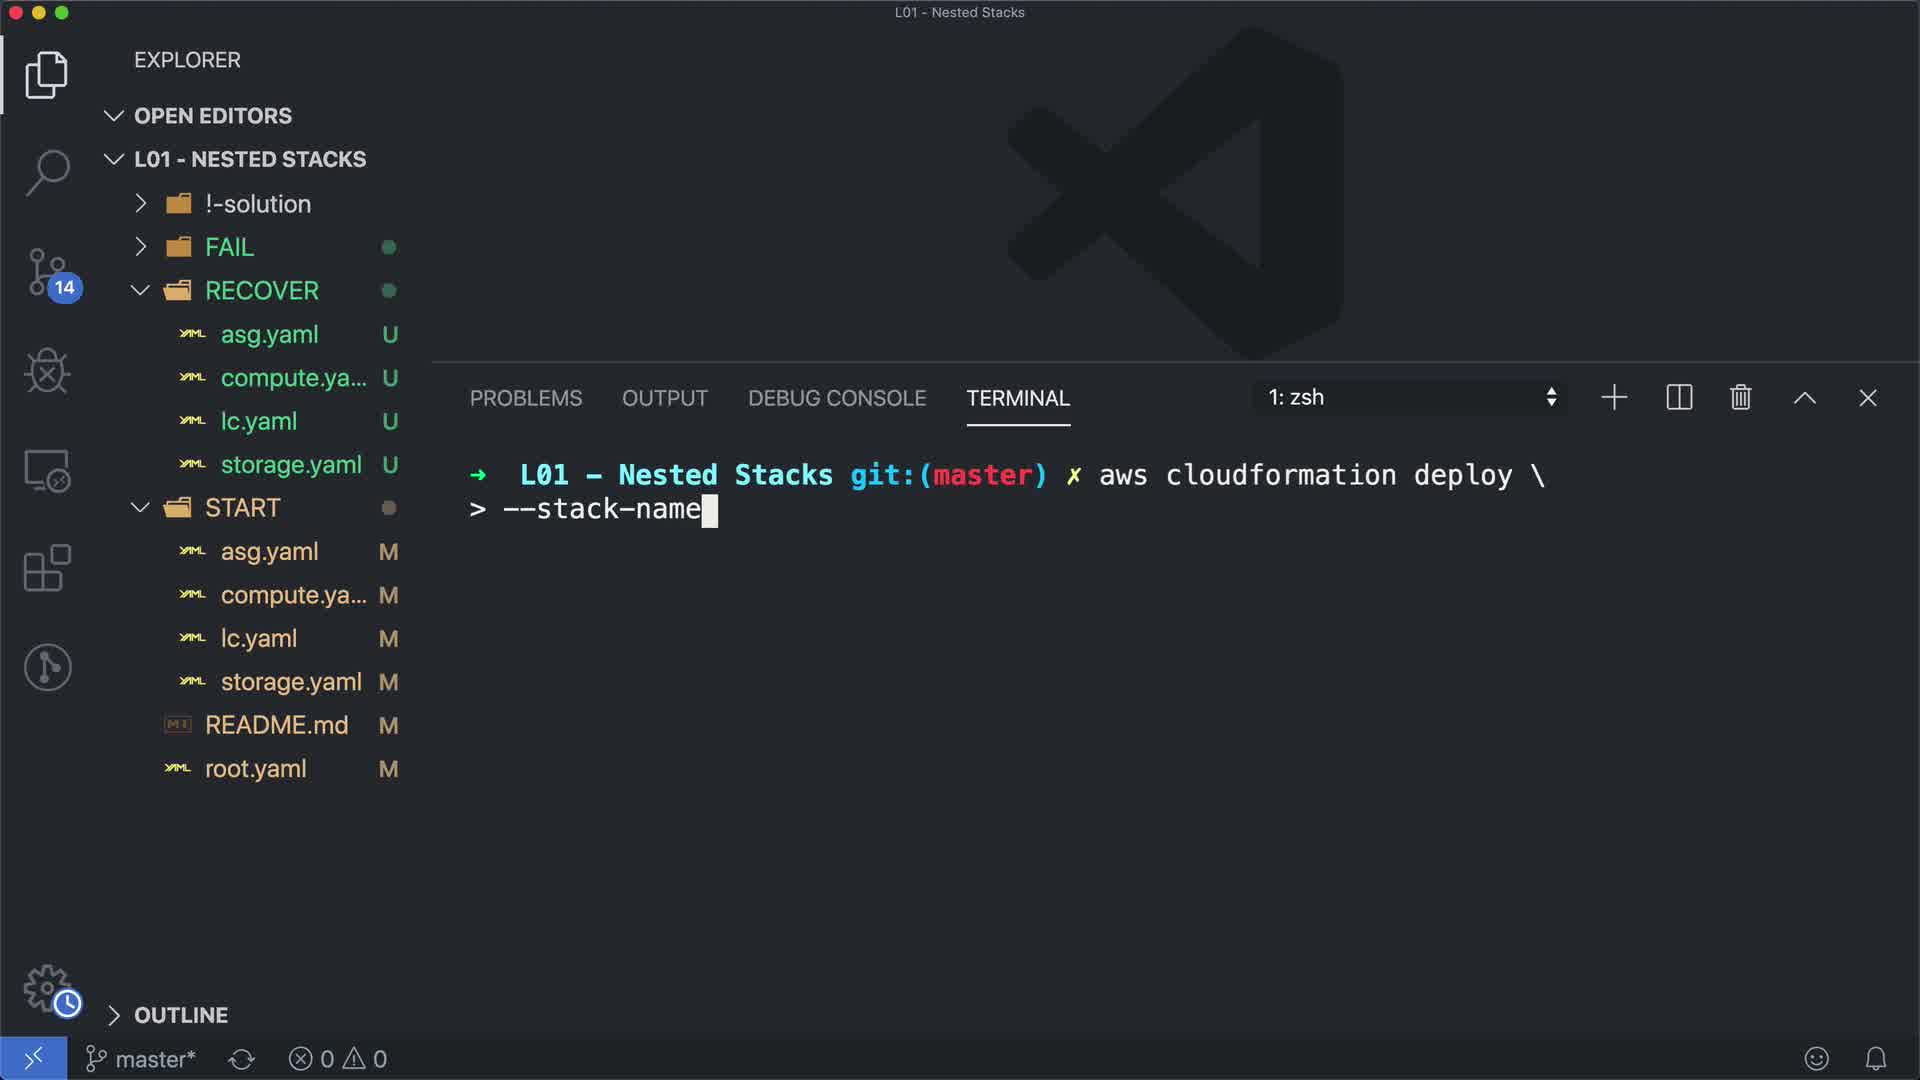 L01 - Nested Stacks
EXPLORER
OPEN EDITORS
L01 - NESTED STACKS
!-solution
FAIL
RECOVER
asg.yaml U
compute.ya... U
lc.yaml U
storage.yaml U
START
asg.yaml M
compute.ya... M
lc.yaml M
storage.yaml M
README.md M
root.yaml M
OUTLINE
14
PROBLEMS OUTPUT DEBUG CONSOLE TERMINAL 1: zsh
➜ L01 - Nested Stacks git:(master) ✗ aws cloudformation deploy \
> --stack-name
master* 0 0